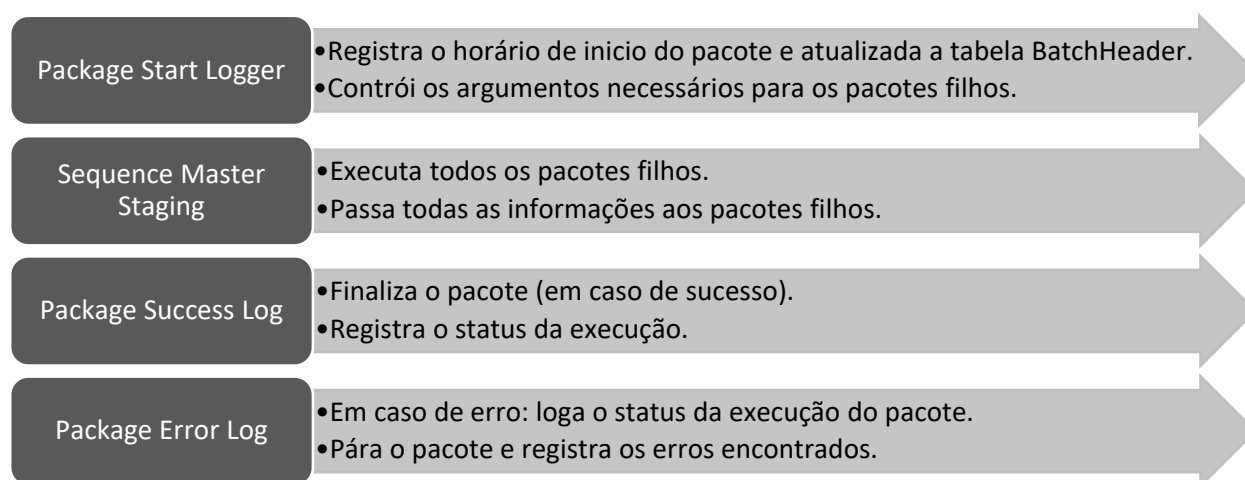 Package Start Logger
•Registra o horário de inicio do pacote e atualizada a tabela BatchHeader.
•Contrói os argumentos necessários para os pacotes filhos.
Sequence Master
Staging
•Executa todos os pacotes filhos.
•Passa todas as informações aos pacotes filhos.
Package Success Log
•Finaliza o pacote (em caso de sucesso).
•Registra o status da execução.
Package Error Log
•Em caso de erro: loga o status da execução do pacote.
•Pára o pacote e registra os erros encontrados.